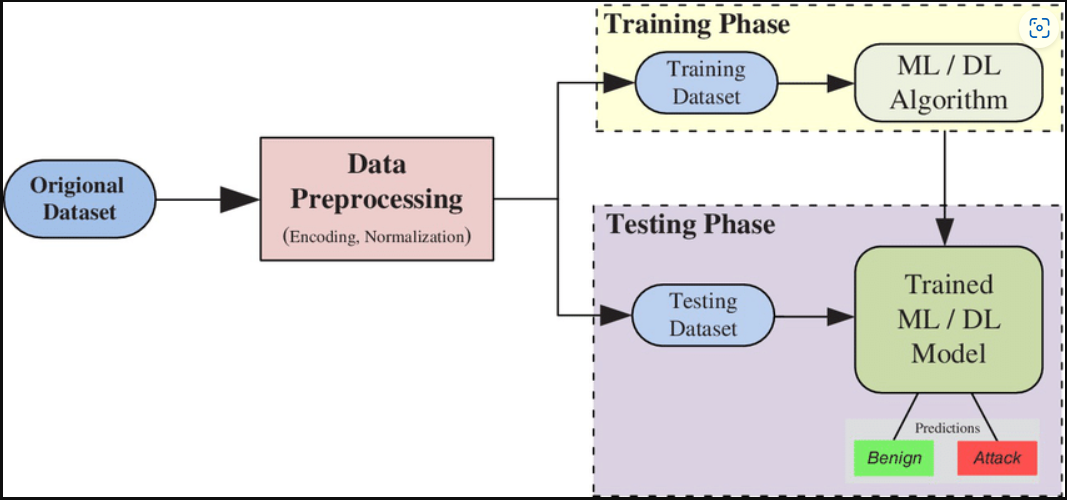 Origional
Dataset
Data
Preprocessing
(Encoding, Normalization)
Training Phase
Training
Dataset
ML / DL
Algorithm
Testing Phase
Testing
Dataset
Trained
ML / DL
Model
Predictions
Benign
Attack